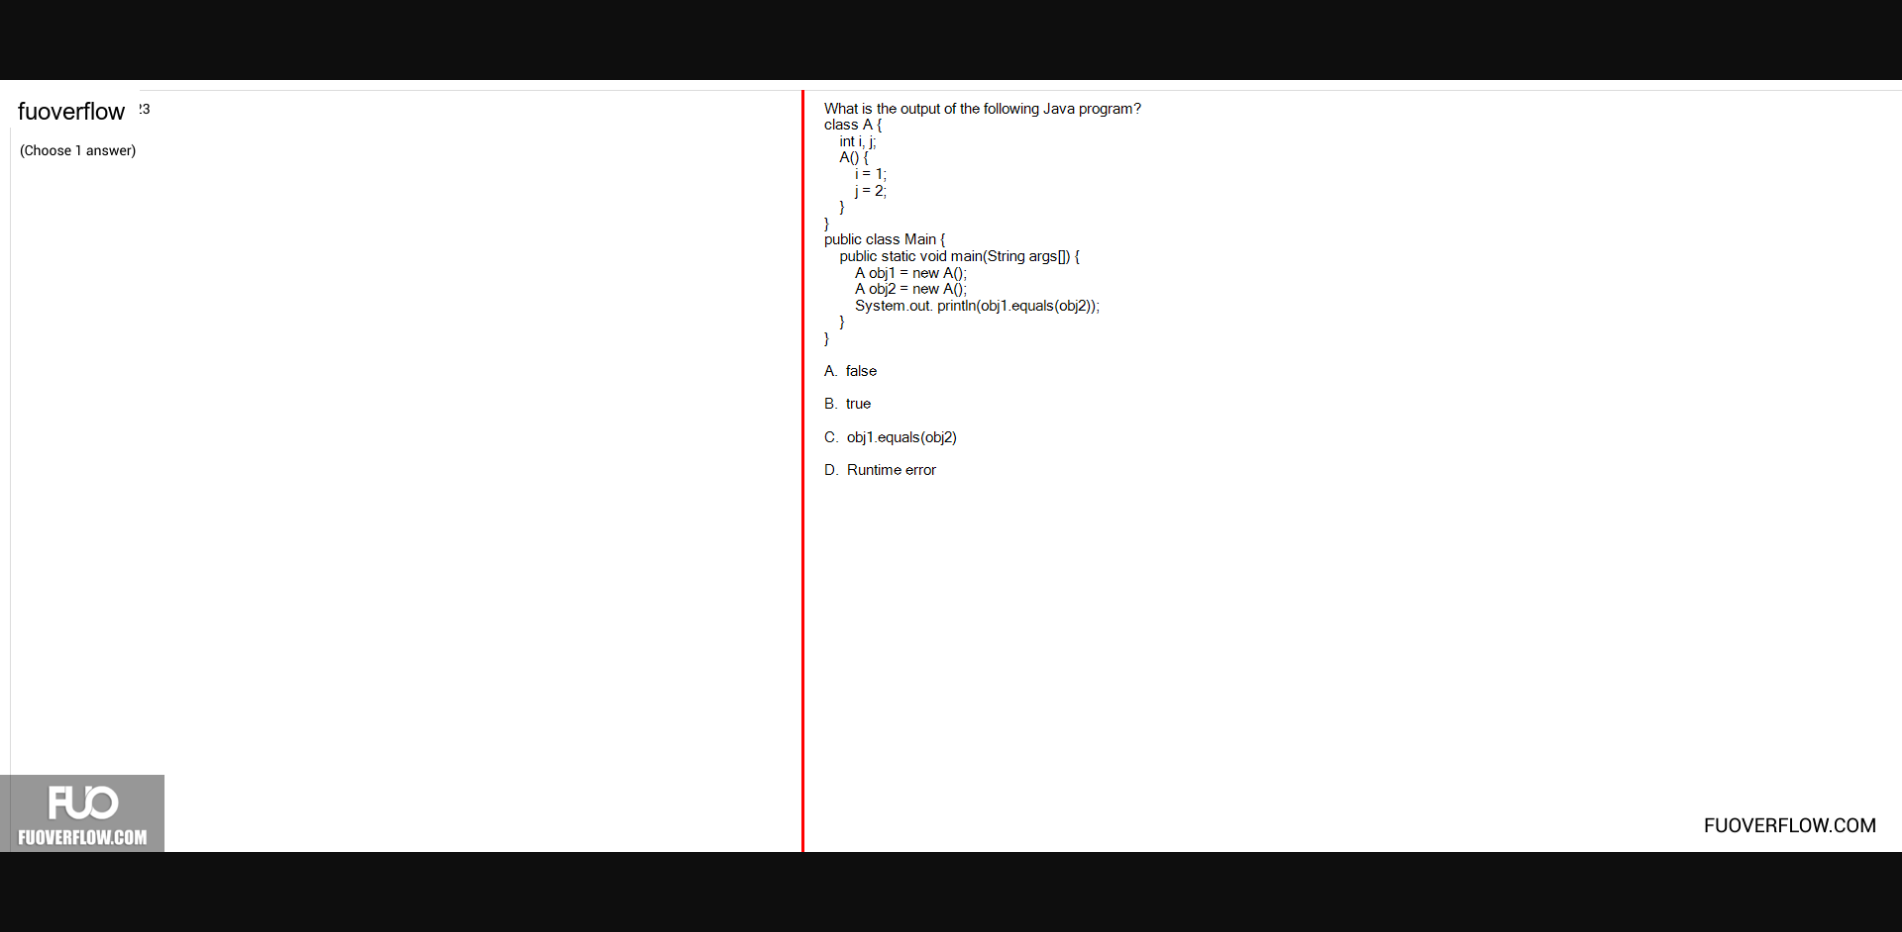 fuoverflow
23
(Choose 1 answer)
What is the output of the following Java program?
class A {
int i, j;
A() {
i = 1;
j = 2;
}
}
public class Main {
public static void main(String args[]) {
A obj1 = new A();
A obj2 = new A();
System.out. println(obj1.equals(obj2));
}
}
A. false
B. true
C. obj1.equals(obj2)
D. Runtime error
FUO
FUOVERFLOW.COM
FUOVERFLOW.COM